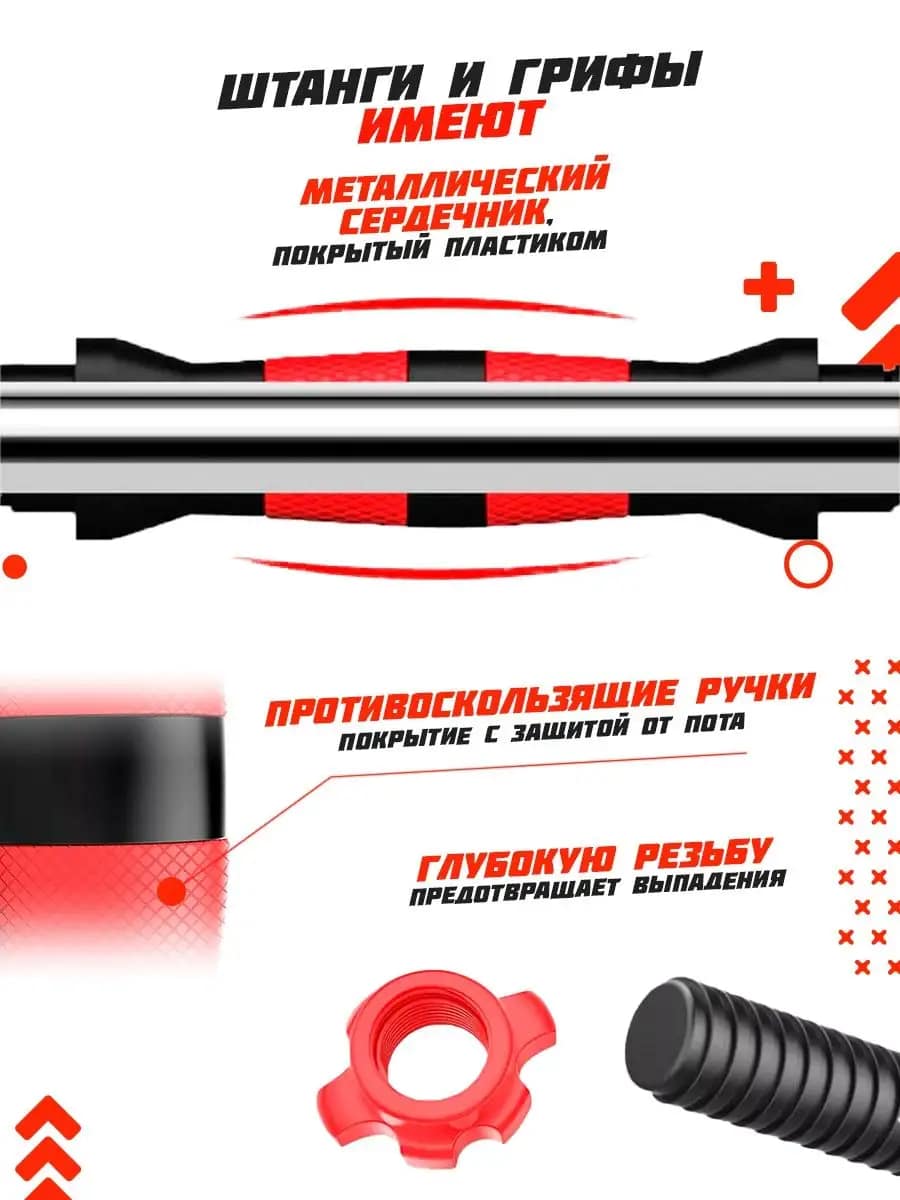 ШТАНГИ И ГРИФЫ
ИМЕЮТ
МЕТАЛЛИЧЕСКИЙ
СЕРДЕЧНИК,
ПОКРЫТЫЙ ПЛАСТИКОМ
ПРОТИВОСКОЛЬЗЯЩИЕ РУЧКИ
ПОКРЫТИЕ С ЗАЩИТОЙ ОТ ПОТА
ГЛУБОКУЮ РЕЗЬБУ
ПРЕДОТВРАЩАЕТ ВЫПАДЕНИЯ